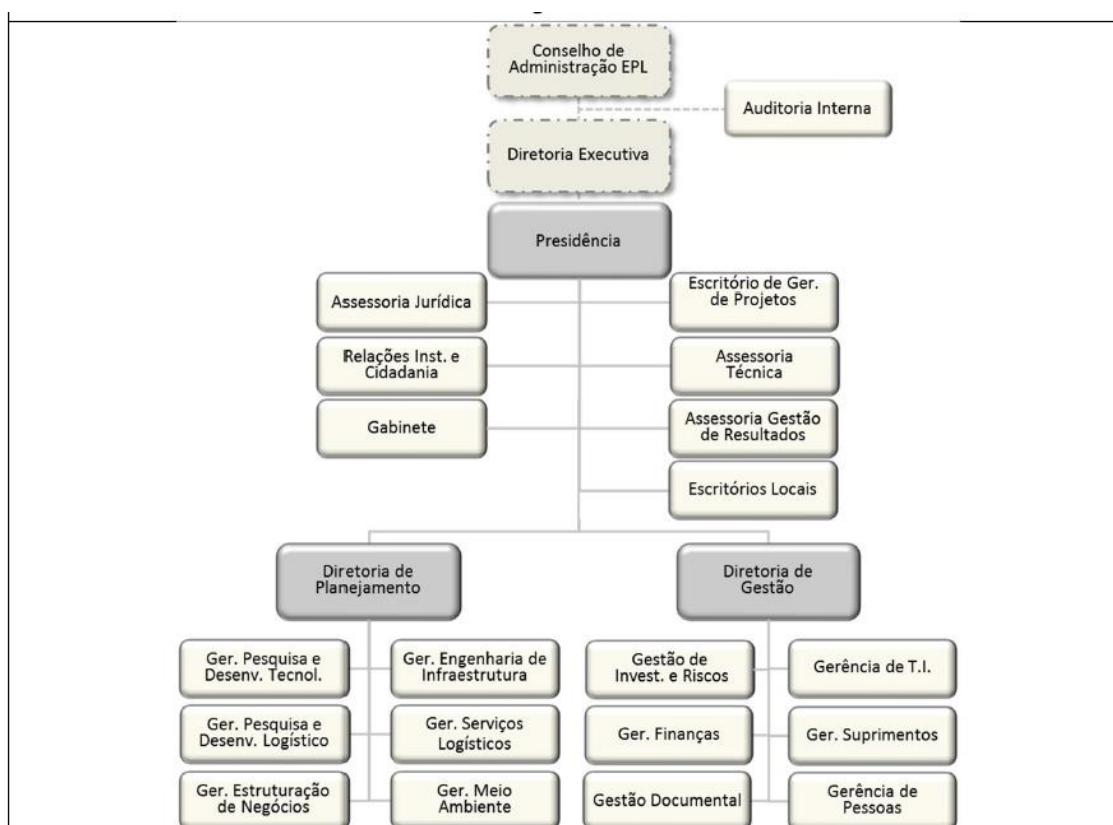 Conselho de
Administração EPL
Auditoria Interna
Diretoria Executiva
Presidência
Assessoria Jurídica
Escritório de Ger.
de Projetos
Relações Inst. e
Cidadania
Assessoria
Técnica
Gabinete
Assessoria Gestão
de Resultados
Escritórios Locais
Diretoria de
Planejamento
Diretoria de
Gestão
Ger. Pesquisa e
Desenv. Tecnol.
Ger. Engenharia de
Infraestrutura
Gestão de
Invest. e Riscos
Gerência de T.I.
Ger. Pesquisa e
Desenv. Logístico
Ger. Serviços
Logísticos
Ger. Finanças
Ger. Suprimentos
Ger. Estruturação
de Negócios
Ger. Meio
Ambiente
Gestão Documental
Gerência de
Pessoas